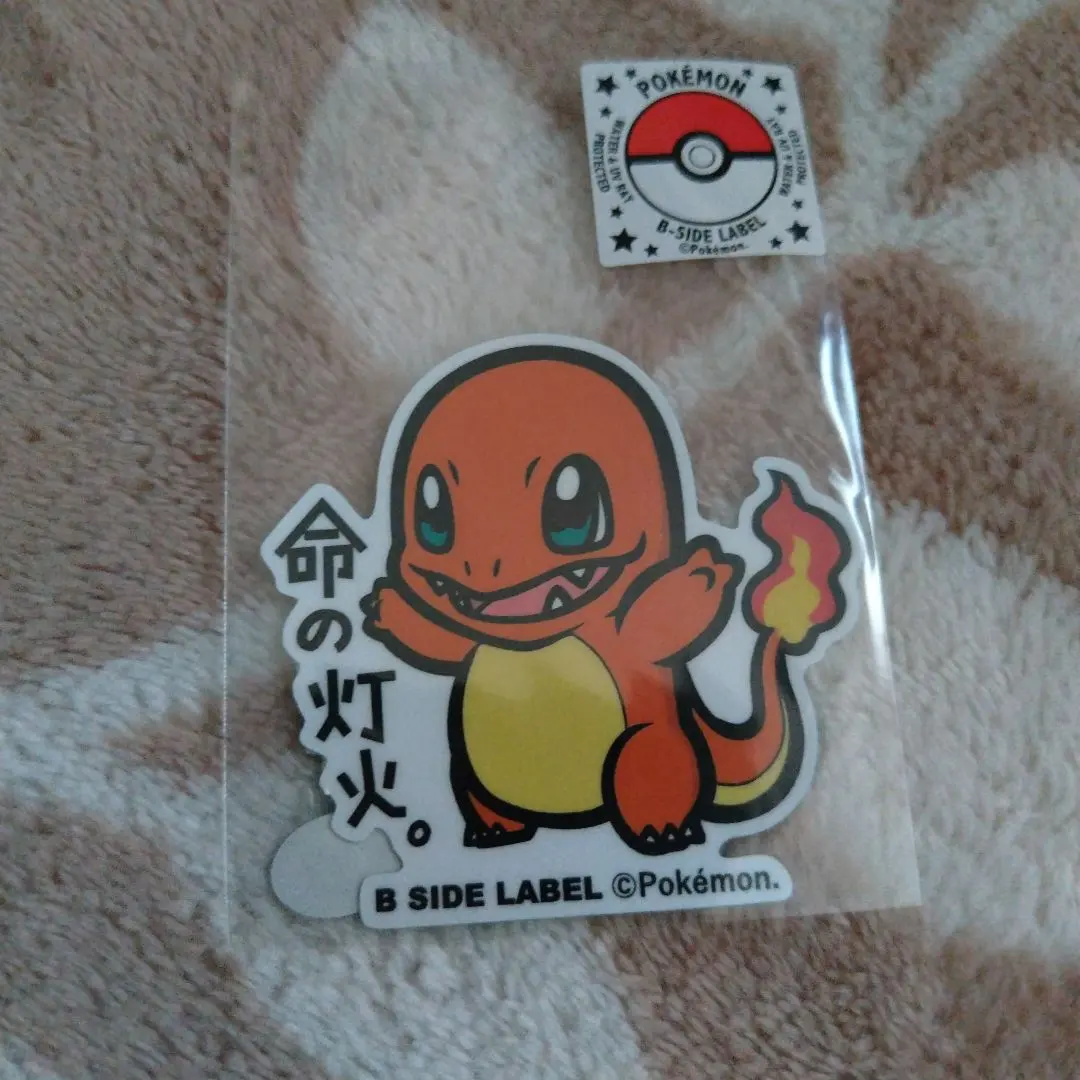 POKÉMON
WATER & UV RAY
PROTECTED
WATER & UV RAY
PROTECTED
B-SIDE LABEL
©Pokémon.
命の灯火。
B SIDE LABEL ©Pokémon.